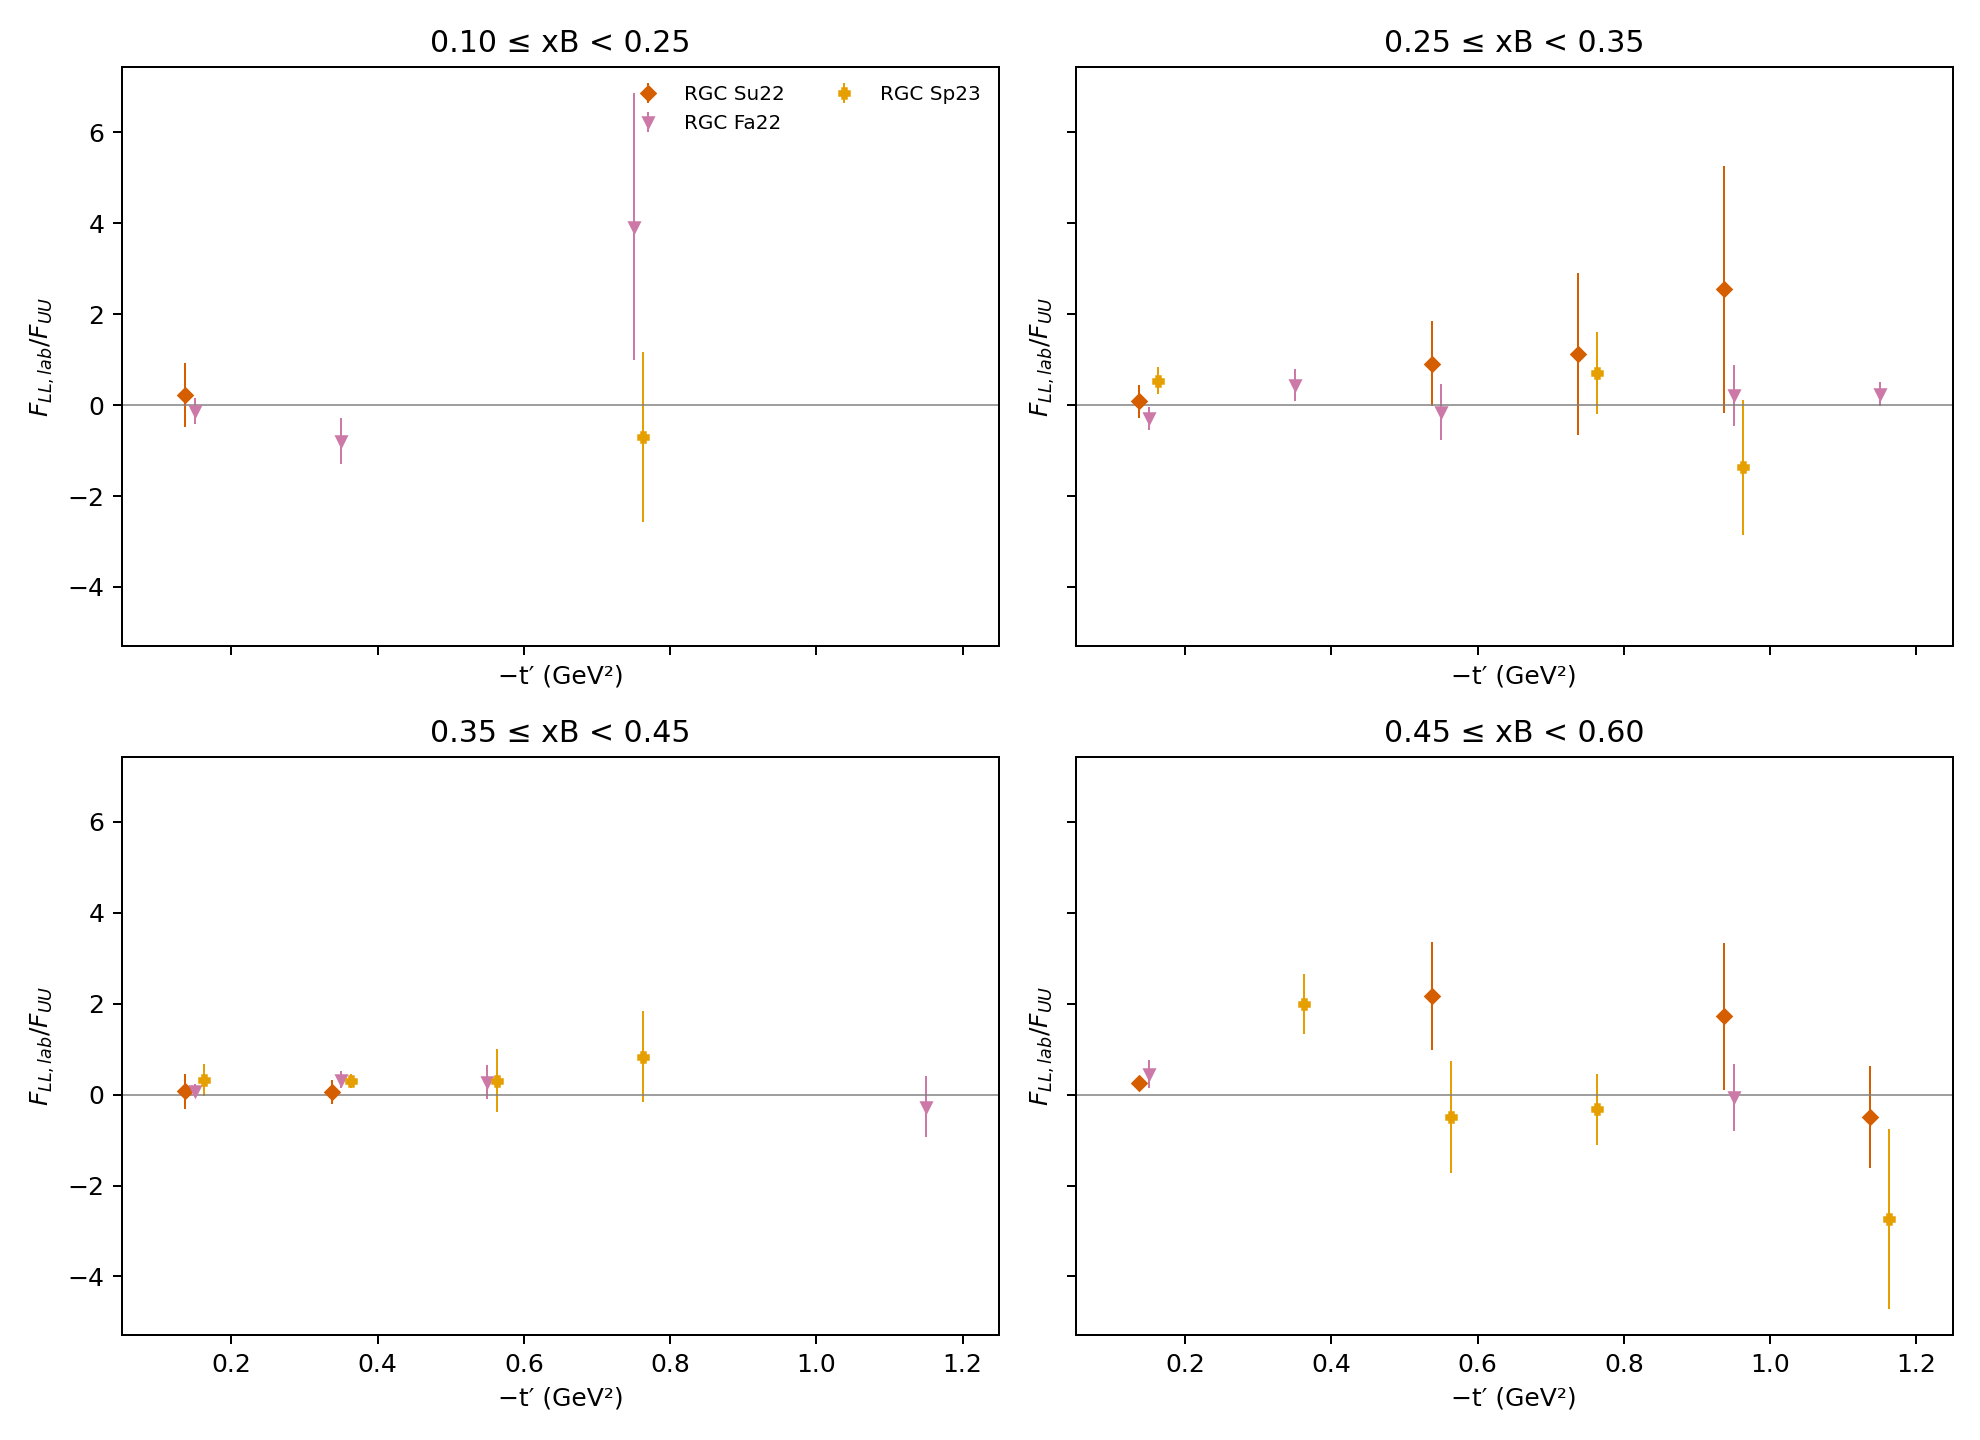 0.10 ≤ xB < 0.25
RGC Su22
RGC Fa22
RGC Sp23
6
4
2
0
−2
−4
F_{LL, lab}/F_{UU}
−t′ (GeV²)
0.25 ≤ xB < 0.35
F_{LL, lab}/F_{UU}
−t′ (GeV²)
0.35 ≤ xB < 0.45
6
4
2
0
−2
−4
F_{LL, lab}/F_{UU}
0.2 0.4 0.6 0.8 1.0 1.2
−t′ (GeV²)
0.45 ≤ xB < 0.60
F_{LL, lab}/F_{UU}
0.2 0.4 0.6 0.8 1.0 1.2
−t′ (GeV²)